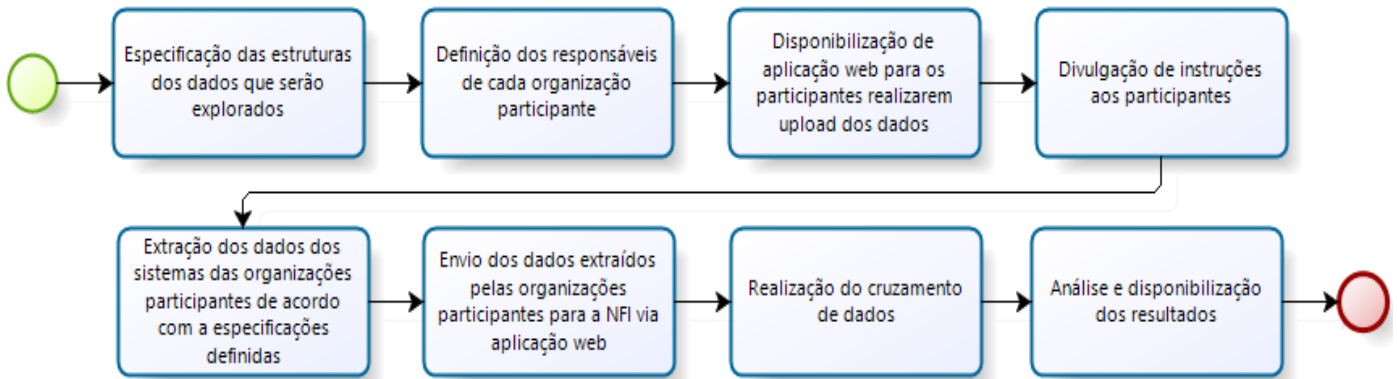 Especificação das estruturas
dos dados que serão
explorados
Definição dos responsáveis
de cada organização
participante
Disponibilização de
aplicação web para os
participantes realizarem
upload dos dados
Divulgação de instruções
aos participantes
Extração dos dados dos
sistemas das organizações
participantes de acordo
com a especificações
definidas
Envio dos dados extraídos
pelas organizações
participantes para a NFI via
aplicação web
Realização do cruzamento
de dados
Análise e disponibilização
dos resultados